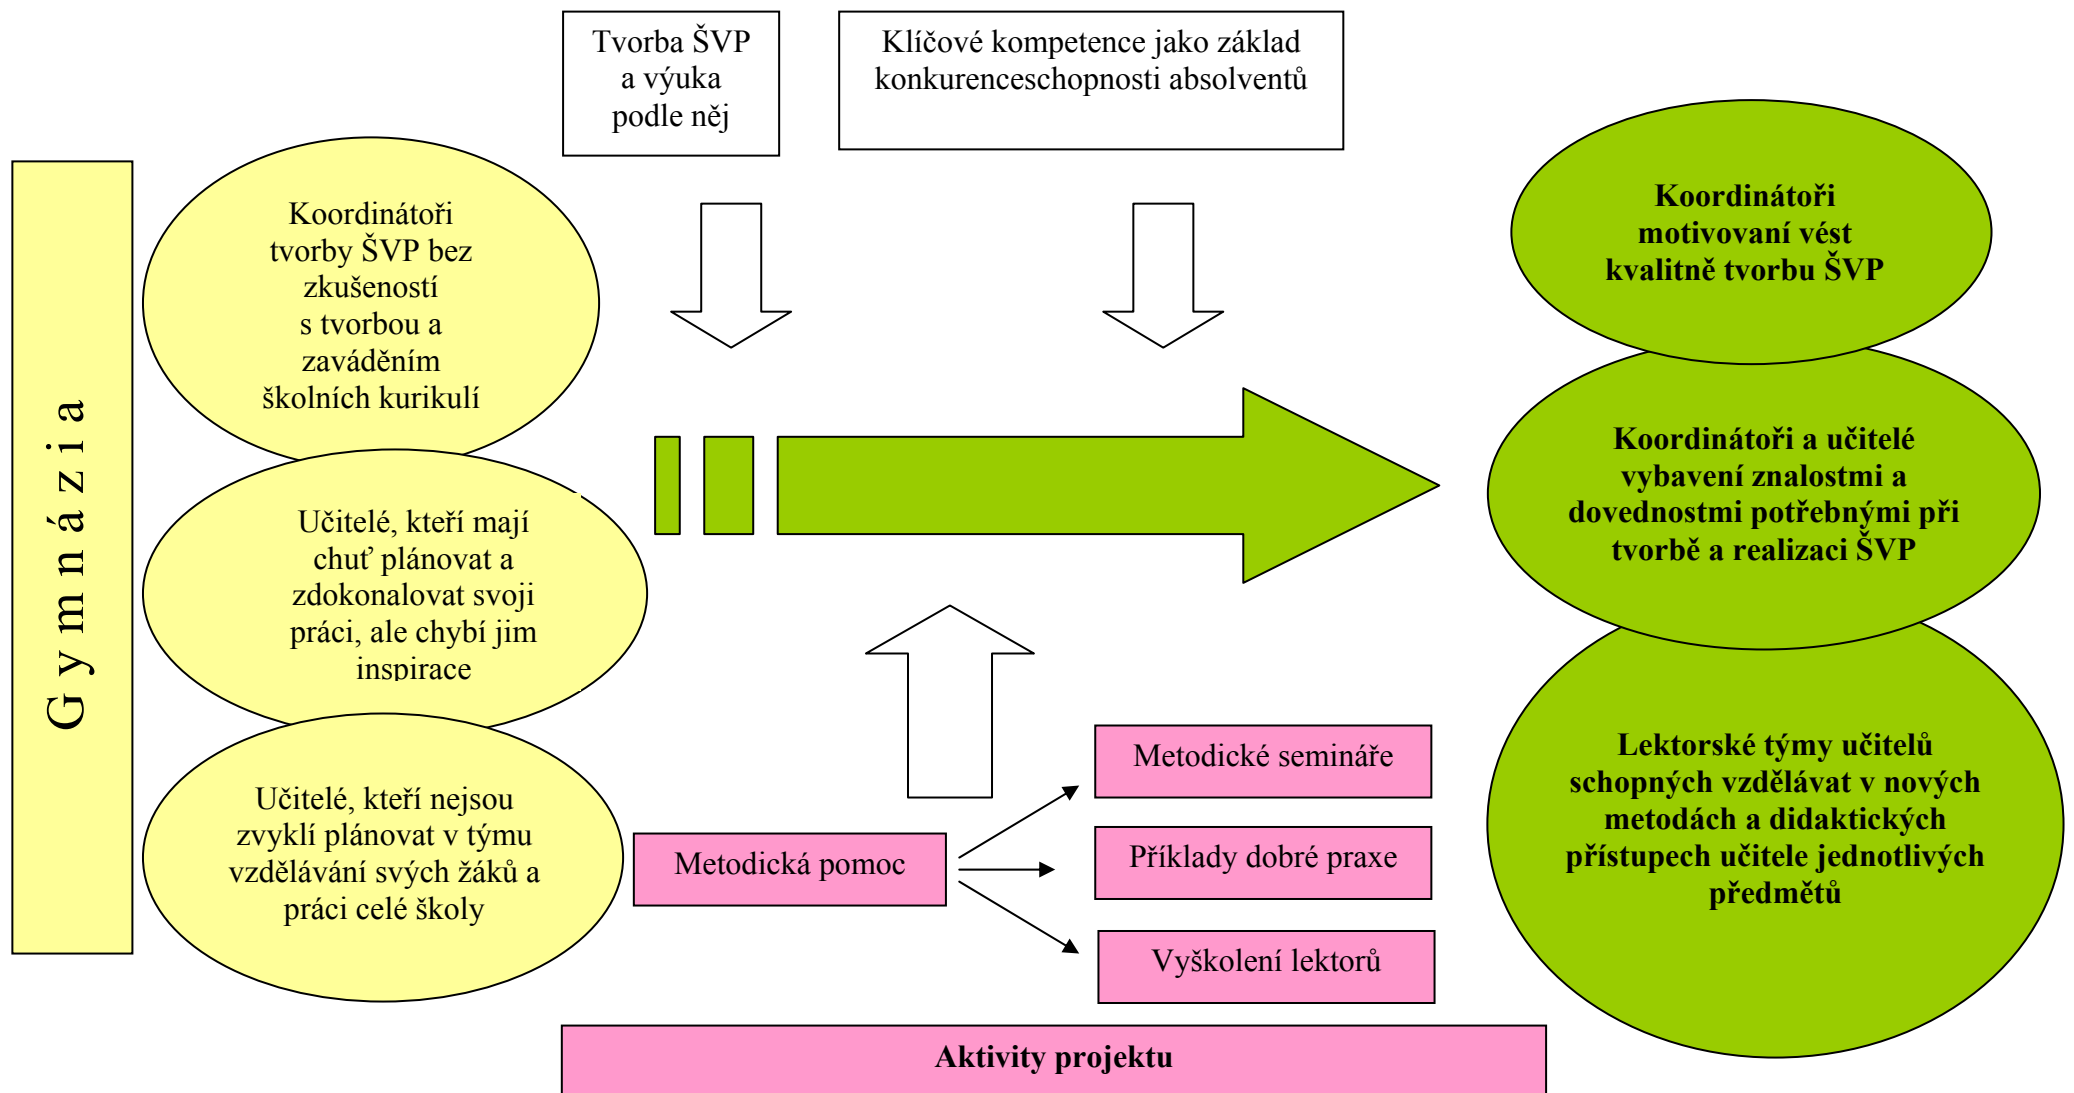 Tvorba ŠVP
a výuka
podle něj
Klíčové kompetence jako základ
konkurenceschopnosti absolventů
G y m n á z i a
Koordinátoři
tvorby ŠVP bez
zkušeností
s tvorbou a
zaváděním
školních kurikulí
Učitelé, kteří mají
chuť plánovat a
zdokonalovat svoji
práci, ale chybí jim
inspirace
Učitelé, kteří nejsou
zvyklí plánovat v týmu
vzdělávání svých žáků a
práci celé školy
Metodická pomoc
Metodické semináře
Příklady dobré praxe
Vyškolení lektorů
Aktivity projektu
Koordinátoři
motivovaní vést
kvalitně tvorbu ŠVP
Koordinátoři a učitelé
vybavení znalostmi a
dovednostmi potřebnými při
tvorbě a realizaci ŠVP
Lektorské týmy učitelů
schopných vzdělávat v nových
metodách a didaktických
přístupech učitele jednotlivých
předmětů